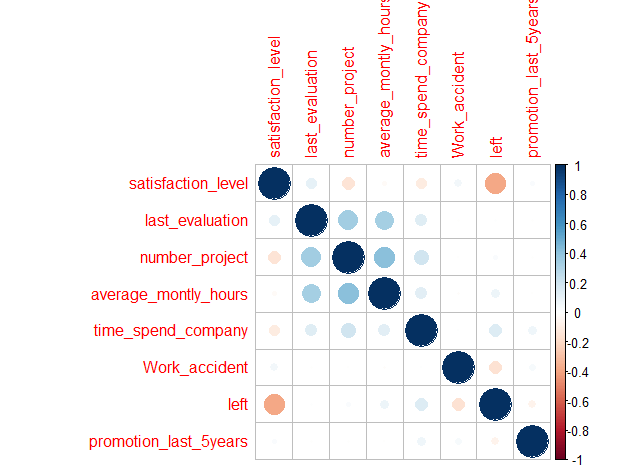 satisfaction_level
last_evaluation
number_project
average_montly_hours
time_spend_company
Work_accident
left
promotion_last_5years
satisfaction_level
last_evaluation
number_project
average_montly_hours
time_spend_company
Work_accident
left
promotion_last_5years
1
0.8
0.6
0.4
0.2
0
-0.2
-0.4
-0.6
-0.8
-1